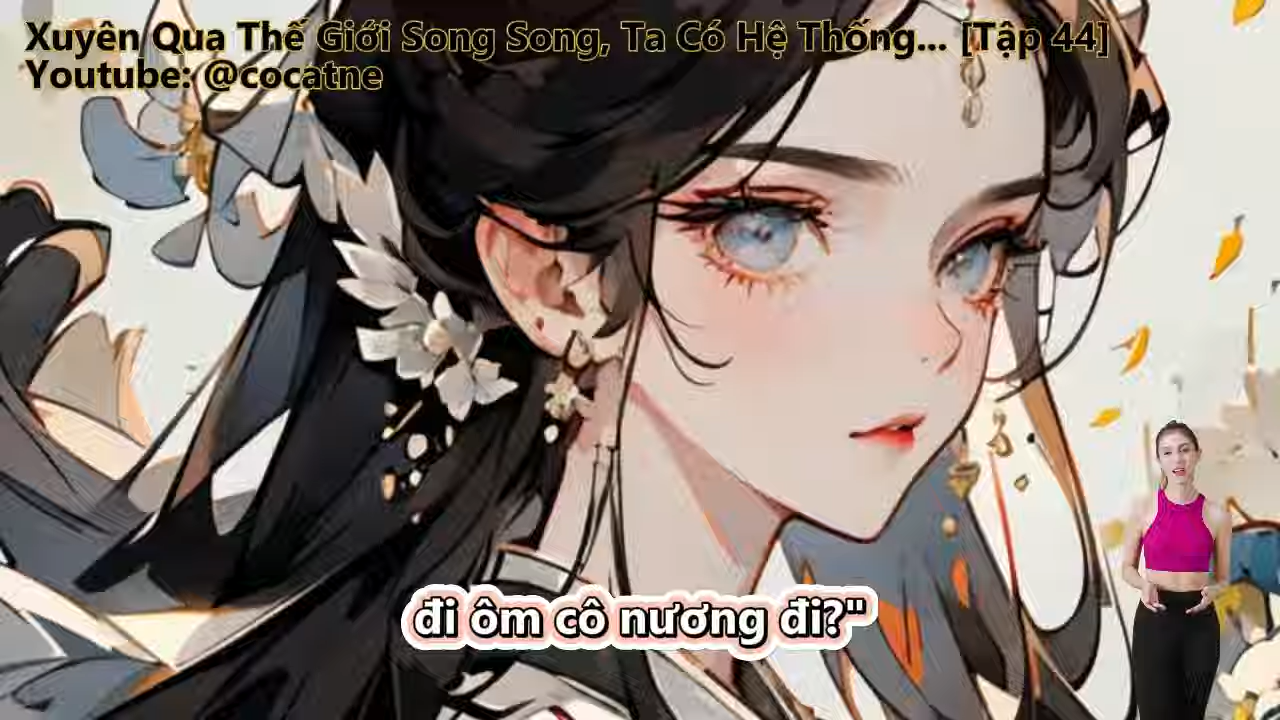 Xuyên Qua Thế Giới Song Song, Ta Có Hệ Thống... [Tập 44]
Youtube: @cocatne
đi ôm cô nương đi?"